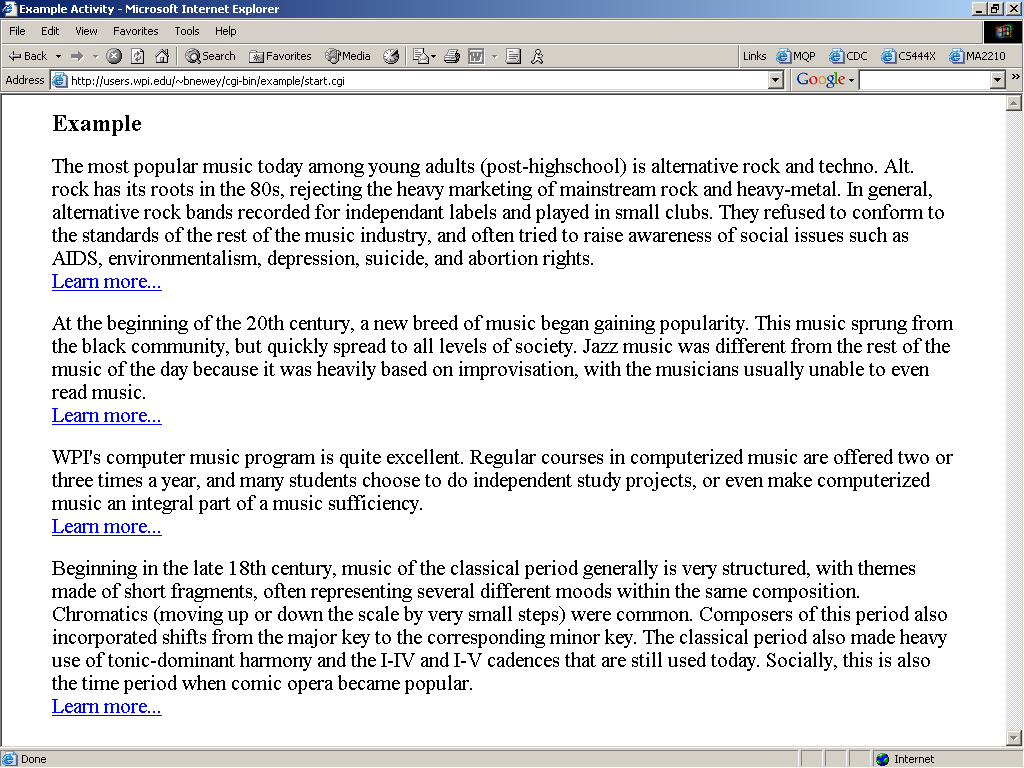 Example Activity - Microsoft Internet Explorer
File Edit View Favorites Tools Help
Back Search Favorites Media Links MQP CDC CS444X MA2210
Address http://users.wpi.edu/~bnewey/cgi-bin/example/start.cgi Google »
Example
The most popular music today among young adults (post-highschool) is alternative rock and techno. Alt.
rock has its roots in the 80s, rejecting the heavy marketing of mainstream rock and heavy-metal. In general,
alternative rock bands recorded for independant labels and played in small clubs. They refused to conform to
the standards of the rest of the music industry, and often tried to raise awareness of social issues such as
AIDS, environmentalism, depression, suicide, and abortion rights.
Learn more...
At the beginning of the 20th century, a new breed of music began gaining popularity. This music sprung from
the black community, but quickly spread to all levels of society. Jazz music was different from the rest of the
music of the day because it was heavily based on improvisation, with the musicians usually unable to even
read music.
Learn more...
WPI's computer music program is quite excellent. Regular courses in computerized music are offered two or
three times a year, and many students choose to do independent study projects, or even make computerized
music an integral part of a music sufficiency.
Learn more...
Beginning in the late 18th century, music of the classical period generally is very structured, with themes
made of short fragments, often representing several different moods within the same composition.
Chromatics (moving up or down the scale by very small steps) were common. Composers of this period also
incorporated shifts from the major key to the corresponding minor key. The classical period also made heavy
use of tonic-dominant harmony and the I-IV and I-V cadences that are still used today. Socially, this is also
the time period when comic opera became popular.
Learn more...
Done Internet